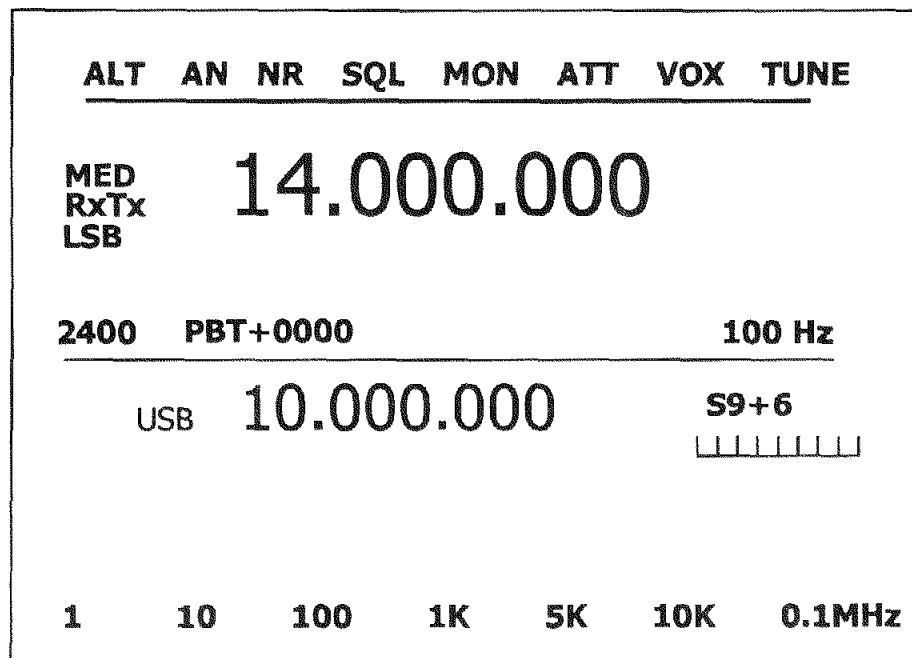 ALT AN NR SQL MON ATT VOX TUNE
MED 14.000.000
RxTx
LSB
2400 PBT+0000 100 Hz
USB 10.000.000 S9+6
1 10 100 1K 5K 10K 0.1MHz